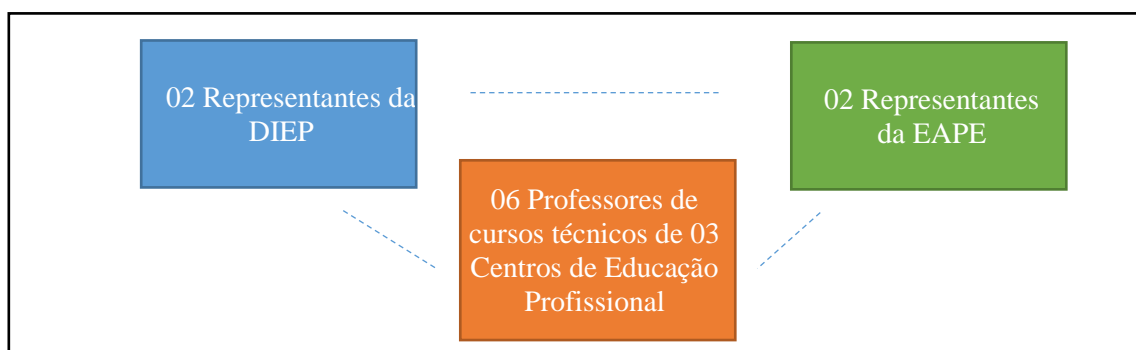 02 Representantes da
DIEP
02 Representantes
da EAPE
06 Professores de
cursos técnicos de 03
Centros de Educação
Profissional